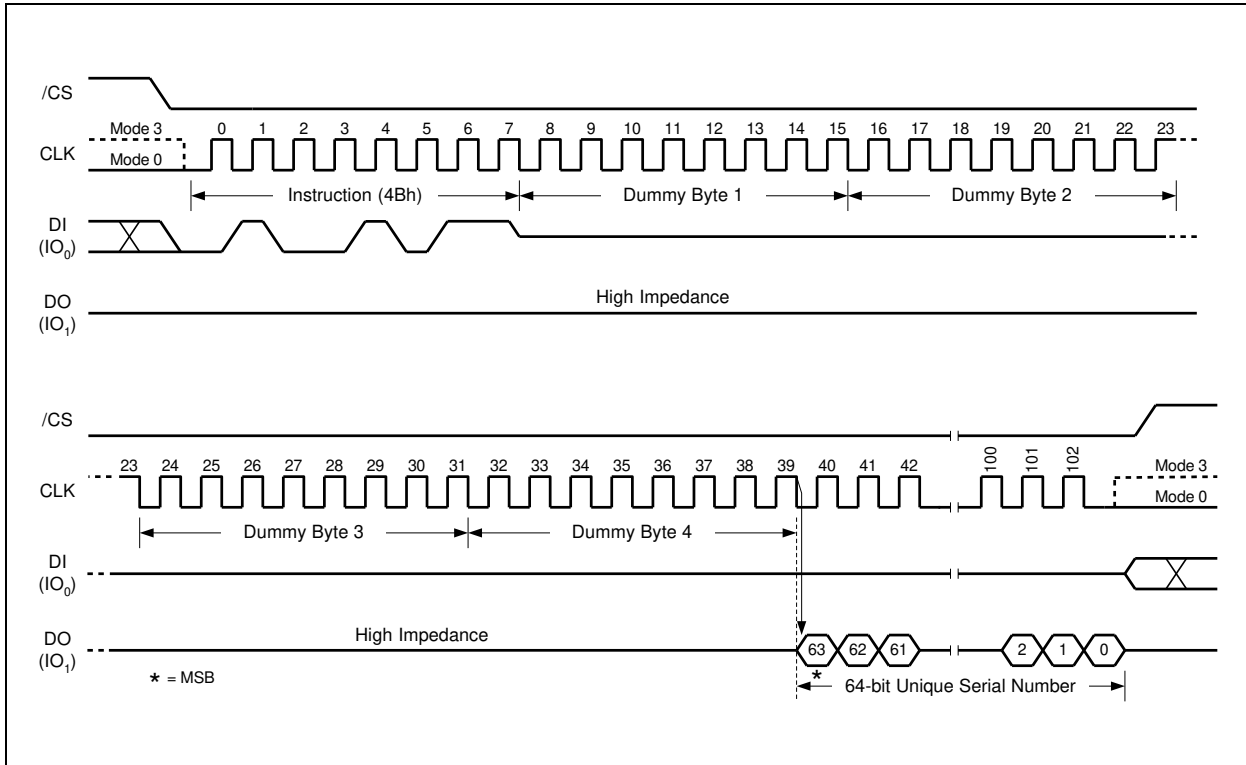 /CS
Mode 3 0 1 2 3 4 5 6 7 8 9 10 11 12 13 14 15 16 17 18 19 20 21 22 23
CLK Mode 0
Instruction (4Bh) Dummy Byte 1 Dummy Byte 2
DI
(IO0)
High Impedance
DO
(IO1)
/CS
23 24 25 26 27 28 29 30 31 32 33 34 35 36 37 38 39 40 41 42 100 101 102 Mode 3
CLK Mode 0
Dummy Byte 3 Dummy Byte 4
DI
(IO0)
High Impedance
DO
(IO1) 63 62 61 2 1 0
* = MSB * 64-bit Unique Serial Number